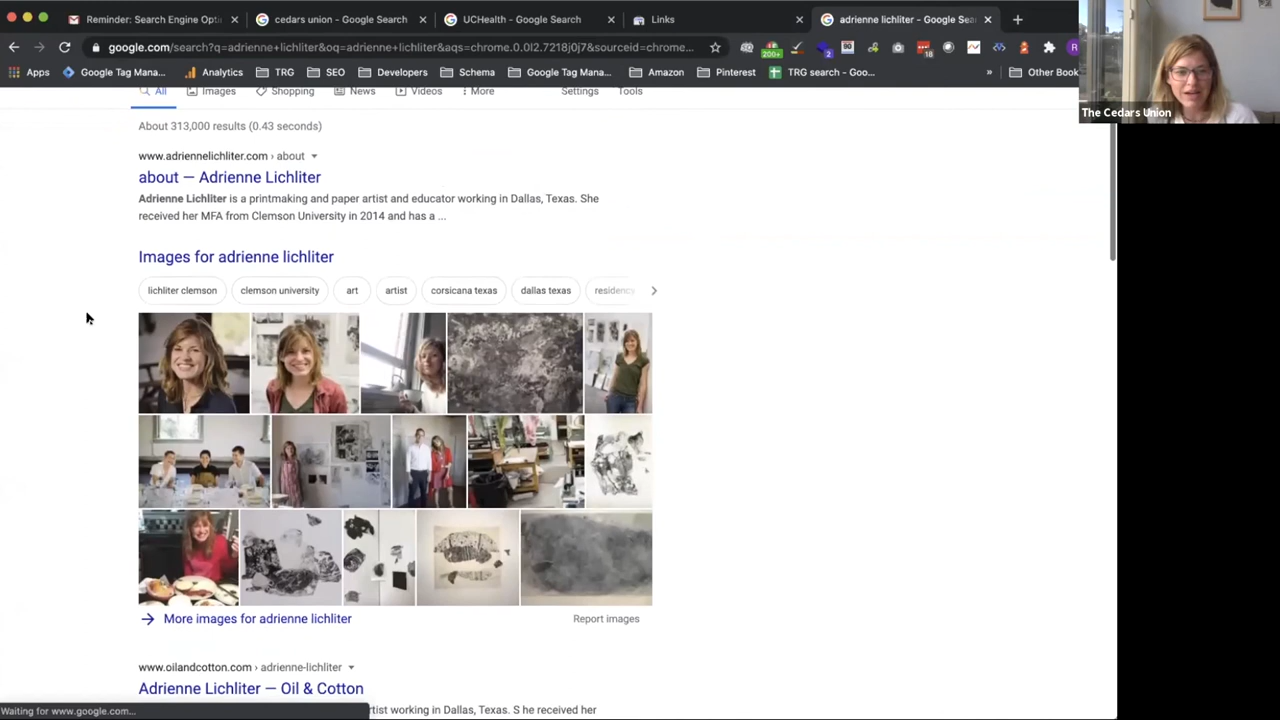 Reminder: Search Engine Opti
cedars union - Google Search
UCHealth - Google Search
Links
adrienne lichliter - Google Sea
google.com/search?q=adrienne+lichliter&oq=adrienne+lichliter&aqs=chrome.0.0l2.7218j0j7&sourceid=chrome...
200+
2
18
R
Apps
Google Tag Mana...
Analytics
TRG
SEO
Developers
Schema
Google Tag Mana...
Amazon
Pinterest
TRG search - Goo...
»
Other Book
The Cedars Union
All
Images
Shopping
News
Videos
More
Settings
Tools
About 313,000 results (0.43 seconds)
www.adriennelichliter.com › about
about — Adrienne Lichliter
Adrienne Lichliter is a printmaking and paper artist and educator working in Dallas, Texas. She
received her MFA from Clemson University in 2014 and has a ...
Images for adrienne lichliter
lichliter clemson
clemson university
art
artist
corsicana texas
dallas texas
residency
More images for adrienne lichliter
Report images
www.oilandcotton.com › adrienne-lichliter
Adrienne Lichliter — Oil & Cotton
rtist working in Dallas, Texas. S he received her
Waiting for www.google.com...